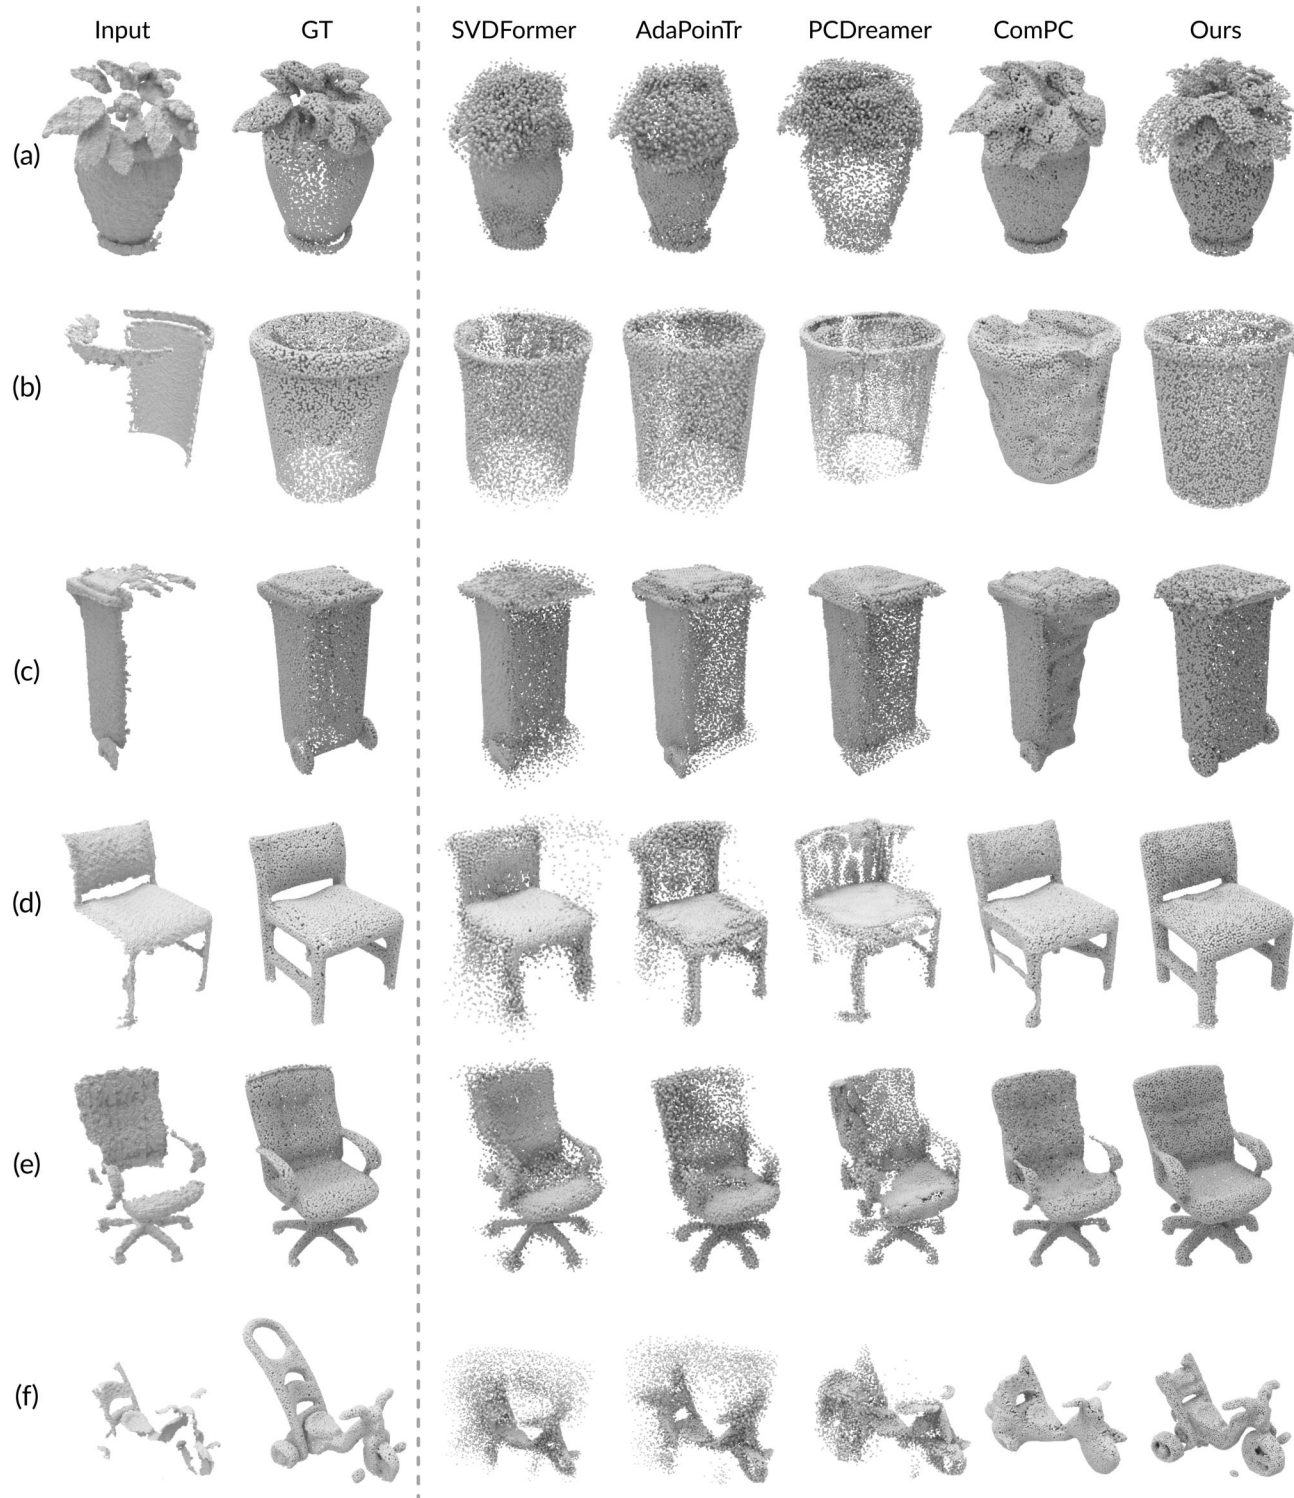 Input GT SVDFormer AdaPoinTr PCDreamer ComPC Ours
(a)
(b)
(c)
(d)
(e)
(f)